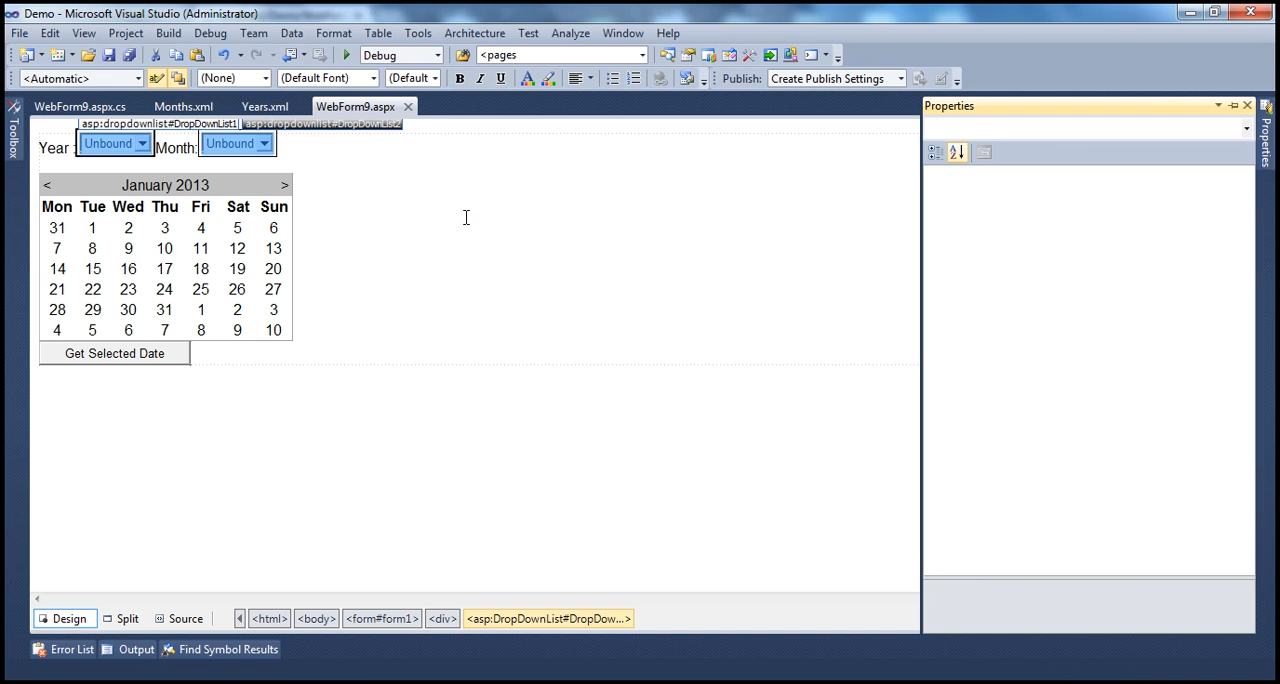 Demo - Microsoft Visual Studio (Administrator)
File Edit View Project Build Debug Team Data Format Table Tools Architecture Test Analyze Window Help
Debug <pages
<Automatic> (None) (Default Font) (Default B I U A Publish: Create Publish Settings
WebForm9.aspx.cs Months.xml Years.xml WebForm9.aspx
Properties
Toolbox
Properties
asp:dropdownlist#DropDownList1 asp:dropdownlist#DropDownList2
Year : Unbound Month: Unbound
< January 2013 >
Mon Tue Wed Thu Fri Sat Sun
31 1 2 3 4 5 6
7 8 9 10 11 12 13
14 15 16 17 18 19 20
21 22 23 24 25 26 27
28 29 30 31 1 2 3
4 5 6 7 8 9 10
Get Selected Date
Design Split Source <html> <body> <form#form1> <div> <asp:DropDownList#DropDow...>
Error List Output Find Symbol Results